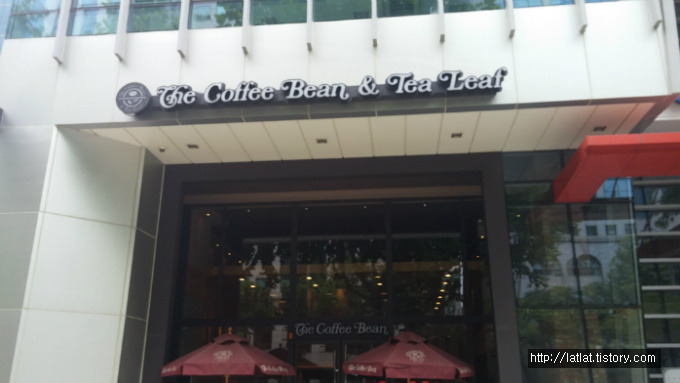 The Coffee Bean & Tea Leaf
The Coffee Bean
http://latlat.tistory.com